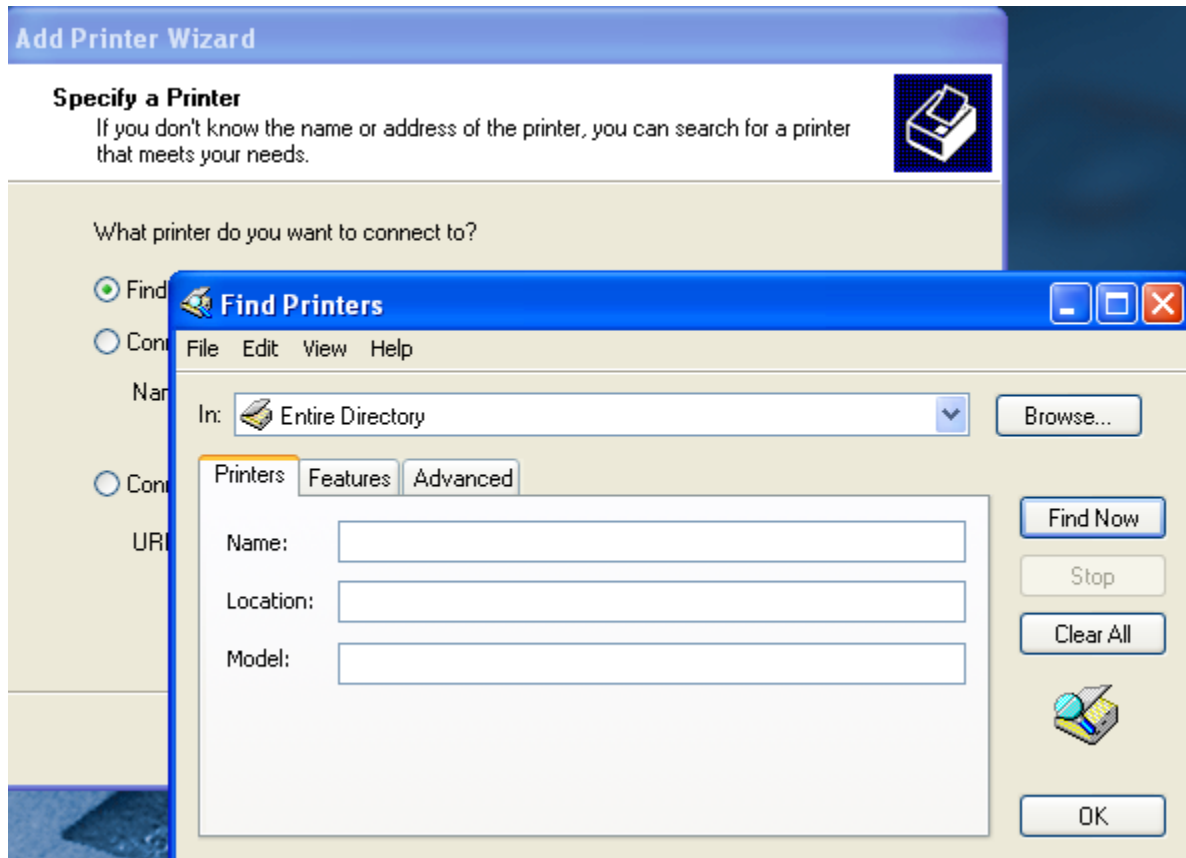 Add Printer Wizard
Specify a Printer
If you don't know the name or address of the printer, you can search for a printer
that meets your needs.
What printer do you want to connect to?
Find
Find Printers
File Edit View Help
In: Entire Directory Browse...
Printers Features Advanced
Name:
Location:
Model:
Find Now
Stop
Clear All
OK